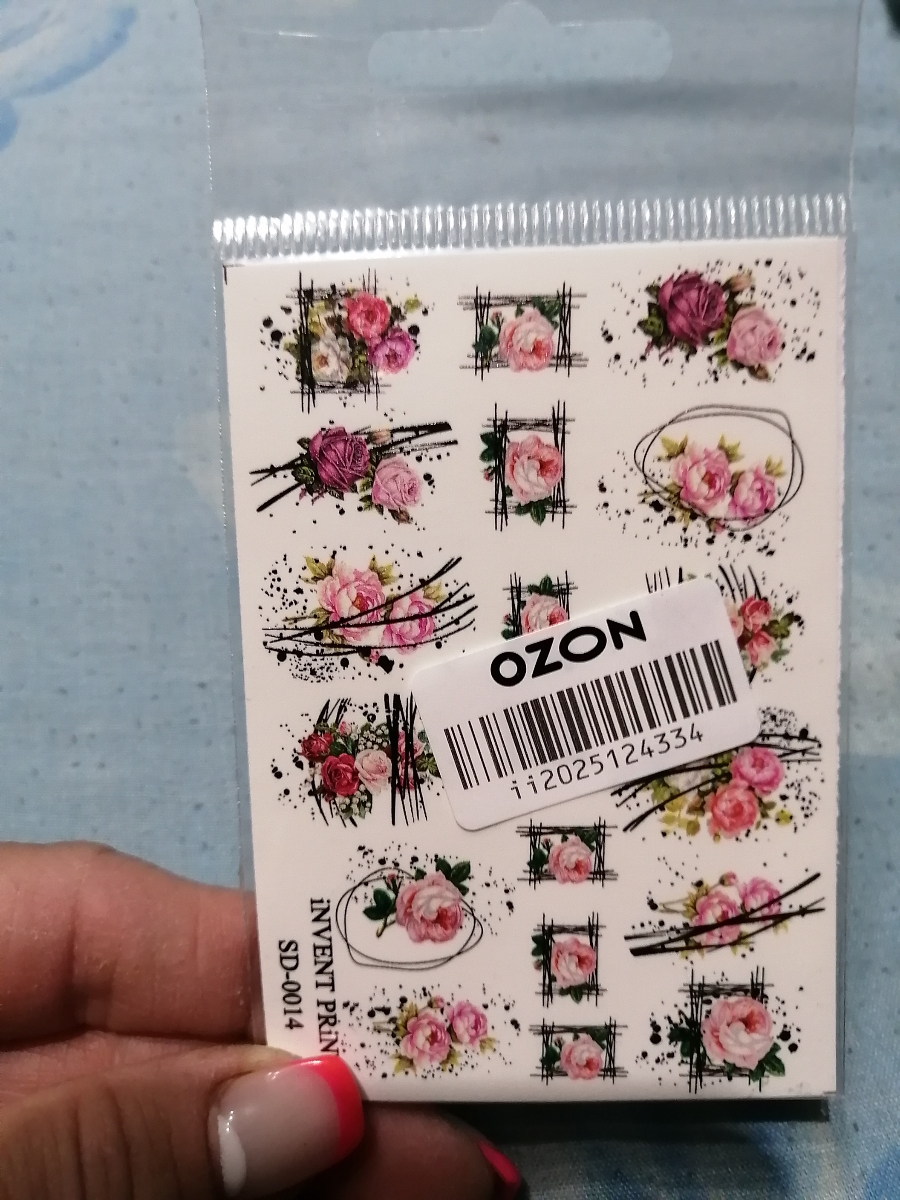 OZON
ii2025124334
iNVENT PRiN
SD-0014